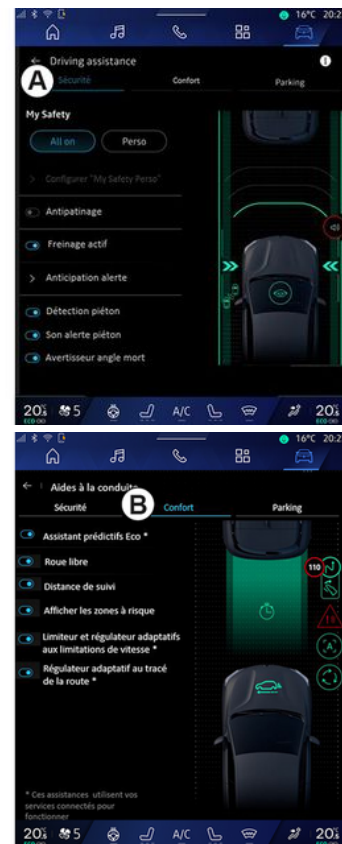 16°C 20:2
Driving assistance
A
Sécurité Confort Parking
My Safety
All on Perso
Configurer "My Safety Perso"
Antipatinage
Freinage actif
Anticipation alerte
Détection piéton
Son alerte piéton
Avertisseur angle mort
20 5 A/C 20
ECO
16°C 20:2
Aides à la conduite
B
Sécurité Confort Parking
Assistant prédictifs Eco *
Roue libre
110
Distance de suivi
Afficher les zones à risque
Limiteur et régulateur adaptatifs
aux limitations de vitesse *
A
Régulateur adaptatif au tracé
de la route *
* Ces assistances utilisent vos
services connectés pour
fonctionner
20 5 A/C 20
ECO